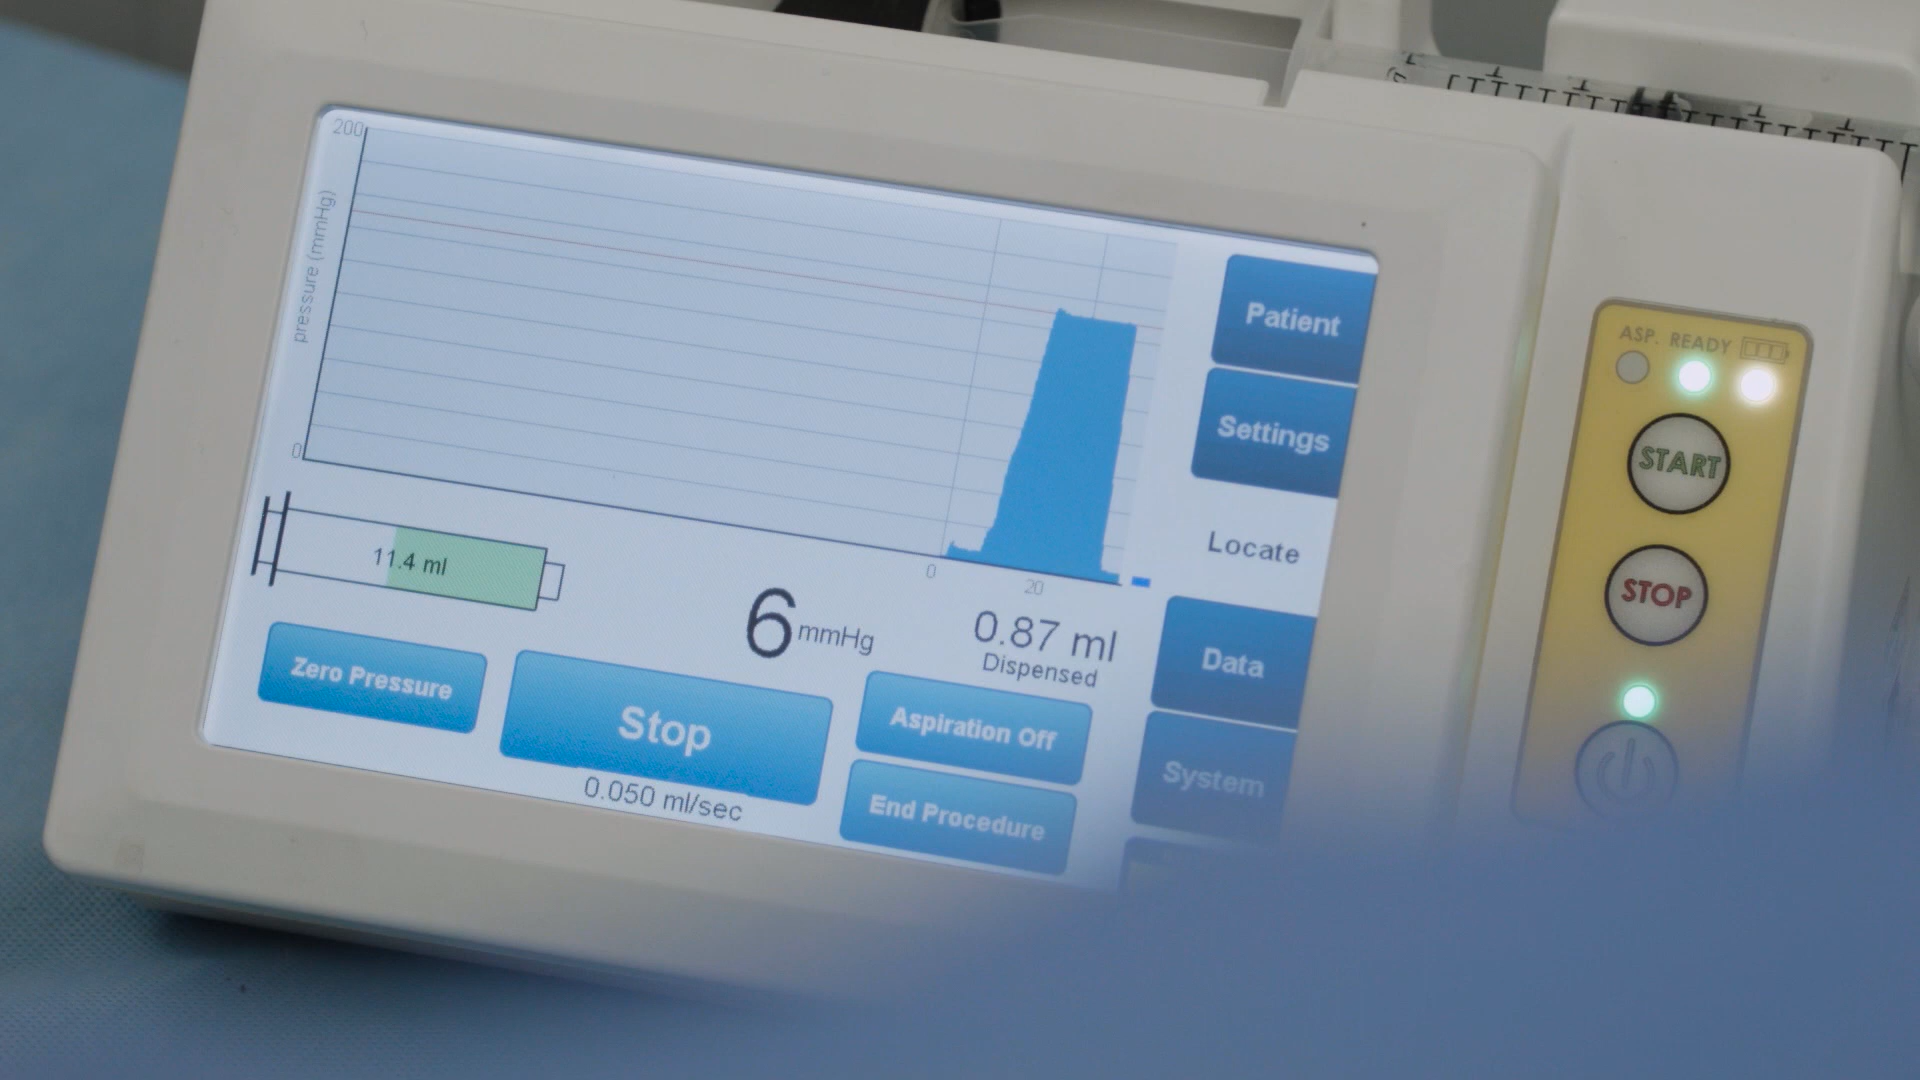 200
pressure (mmHg)
0
0
20
11.4 ml
6 mmHg
0.87 ml
Dispensed
Zero Pressure
Stop
0.050 ml/sec
Aspiration Off
End Procedure
Patient
Settings
Locate
Data
System
ASP. READY
START
STOP